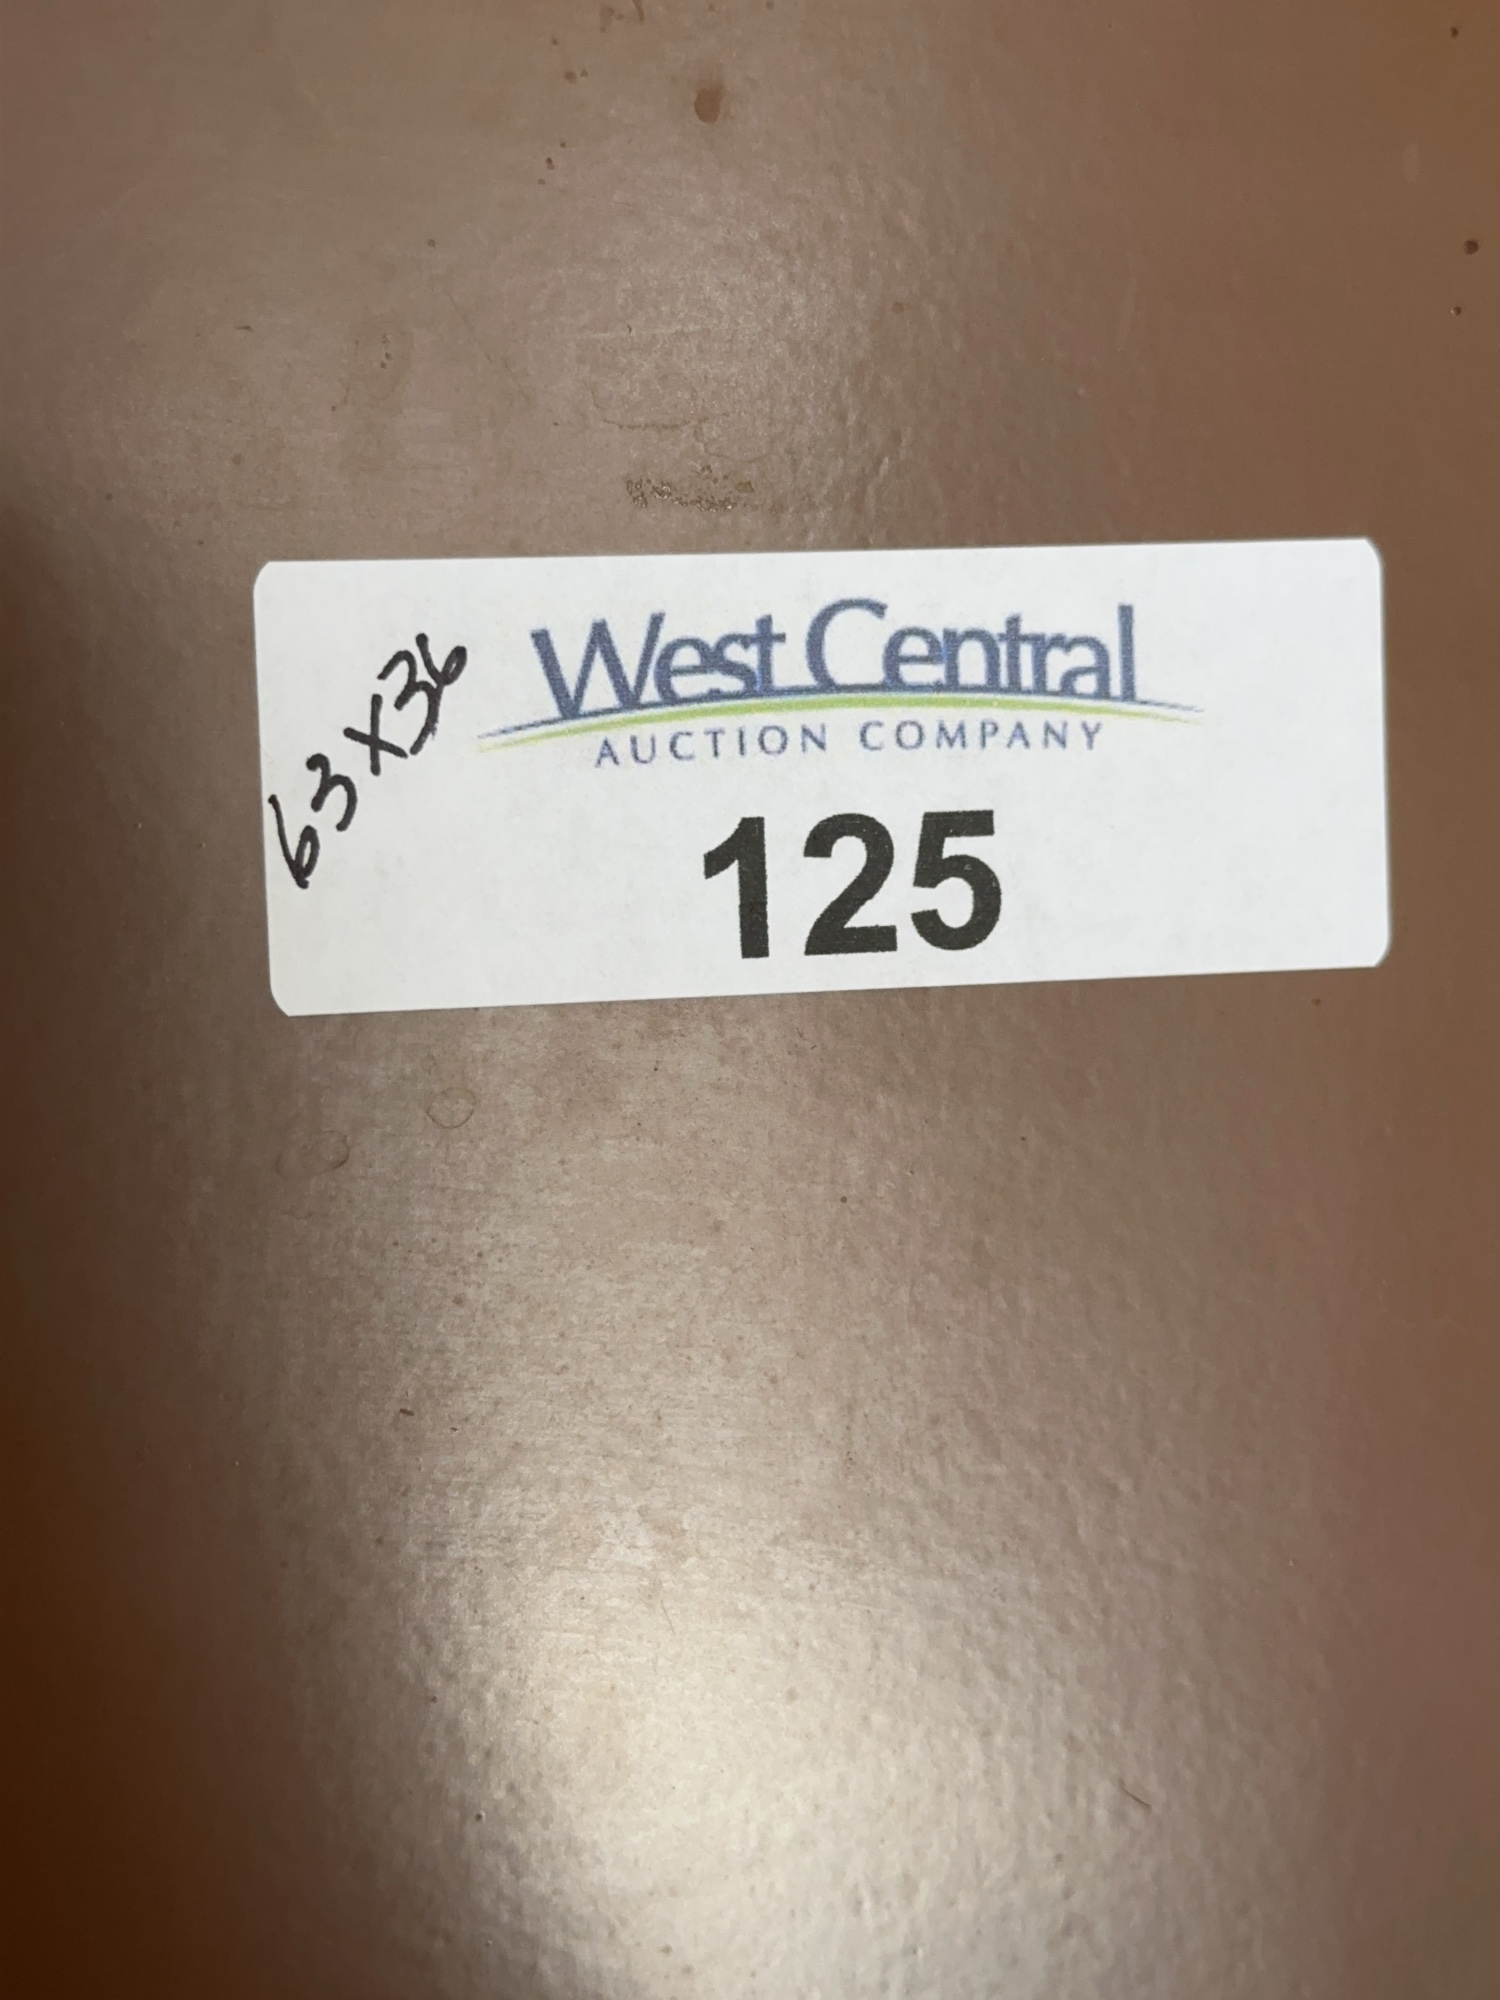 63x36
West Central
AUCTION COMPANY
125